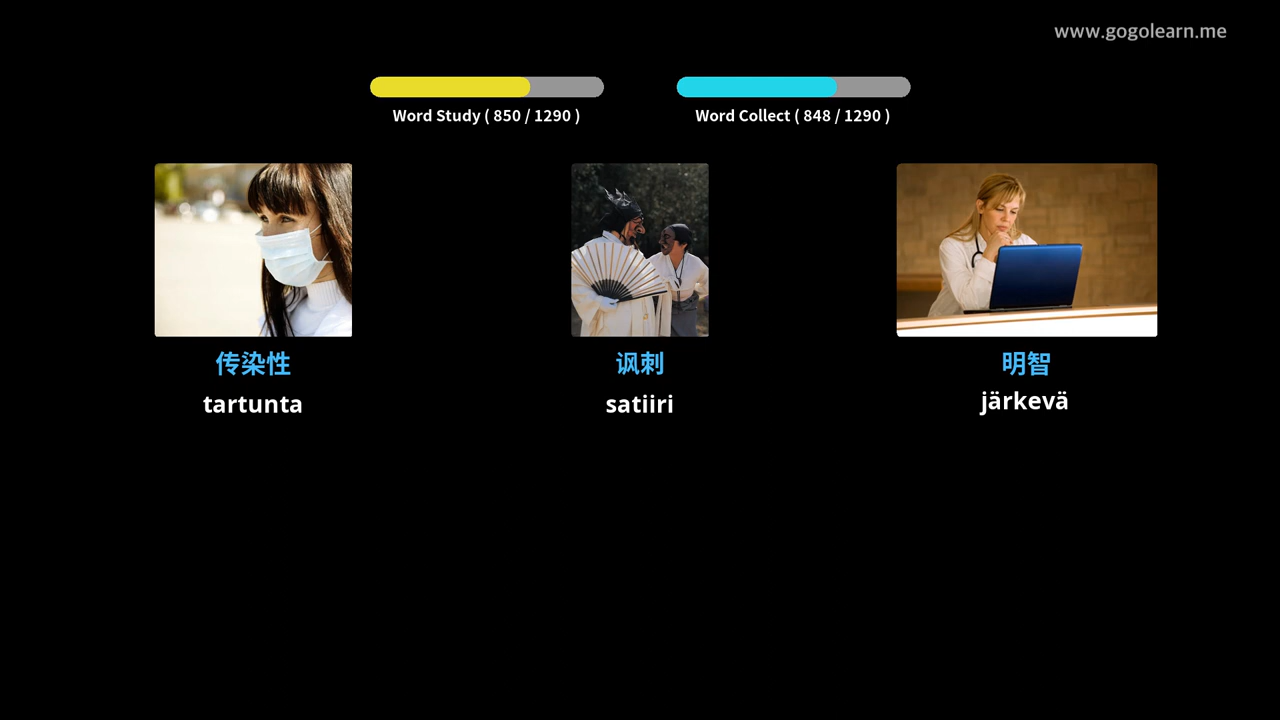 www.gogolearn.me
Word Study ( 850 / 1290 )
Word Collect ( 848 / 1290 )
传染性
讽刺
明智
tartunta
satiiri
järkevä